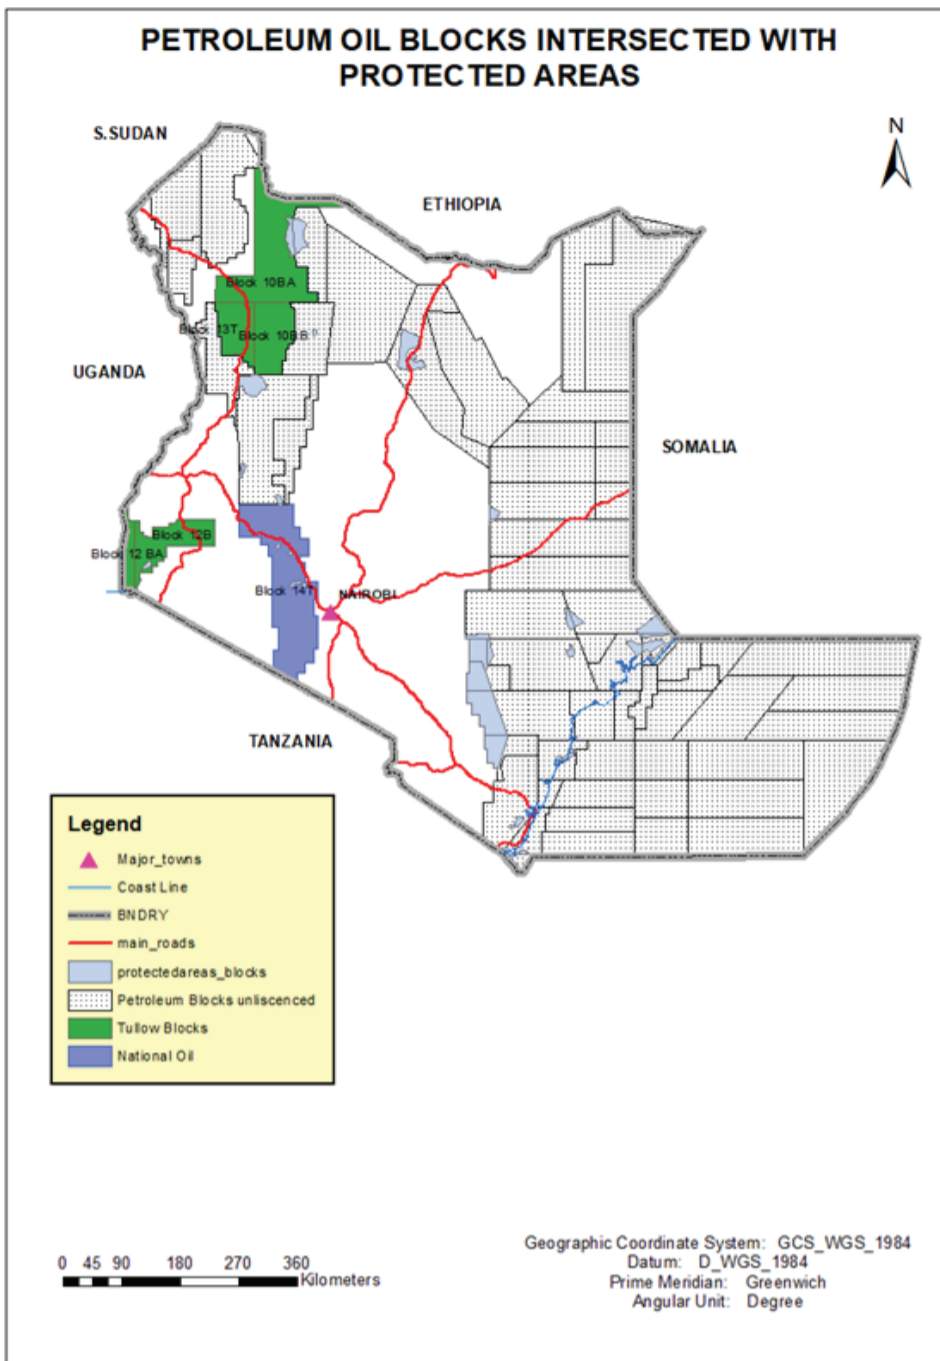 PETROLEUM OIL BLOCKS INTERSECTED WITH
PROTECTED AREAS
S.SUDAN
N
ETHIOPIA
Block 10BA
Block 13T
Block 10BB
UGANDA
SOMALIA
Block 12B
Block 12 BA
Block 14T
NAIROBI
TANZANIA
Legend
Major_towns
Coast Line
BNDRY
main_roads
protectedareas_blocks
Petroleum Blocks unliscenced
Tullow Blocks
National Oil
0 45 90 180 270 360
Kilometers
Geographic Coordinate System: GCS_WGS_1984
Datum: D_WGS_1984
Prime Meridian: Greenwich
Angular Unit: Degree